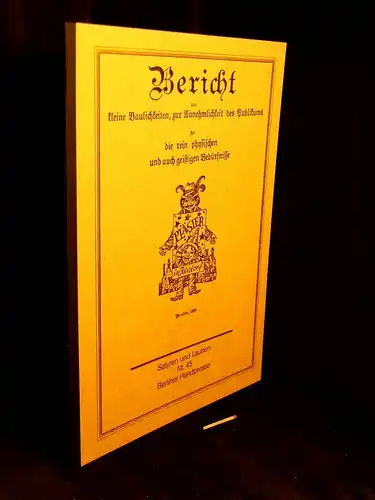 Bericht
über
kleine Baulichkeiten, zur Annehmlichkeit des Publikums
für
die rein physischen
und auch geistigen Bedürfnisse
PLASTER
Satyren und Launen
Nr. 45
Berliner Handpresse